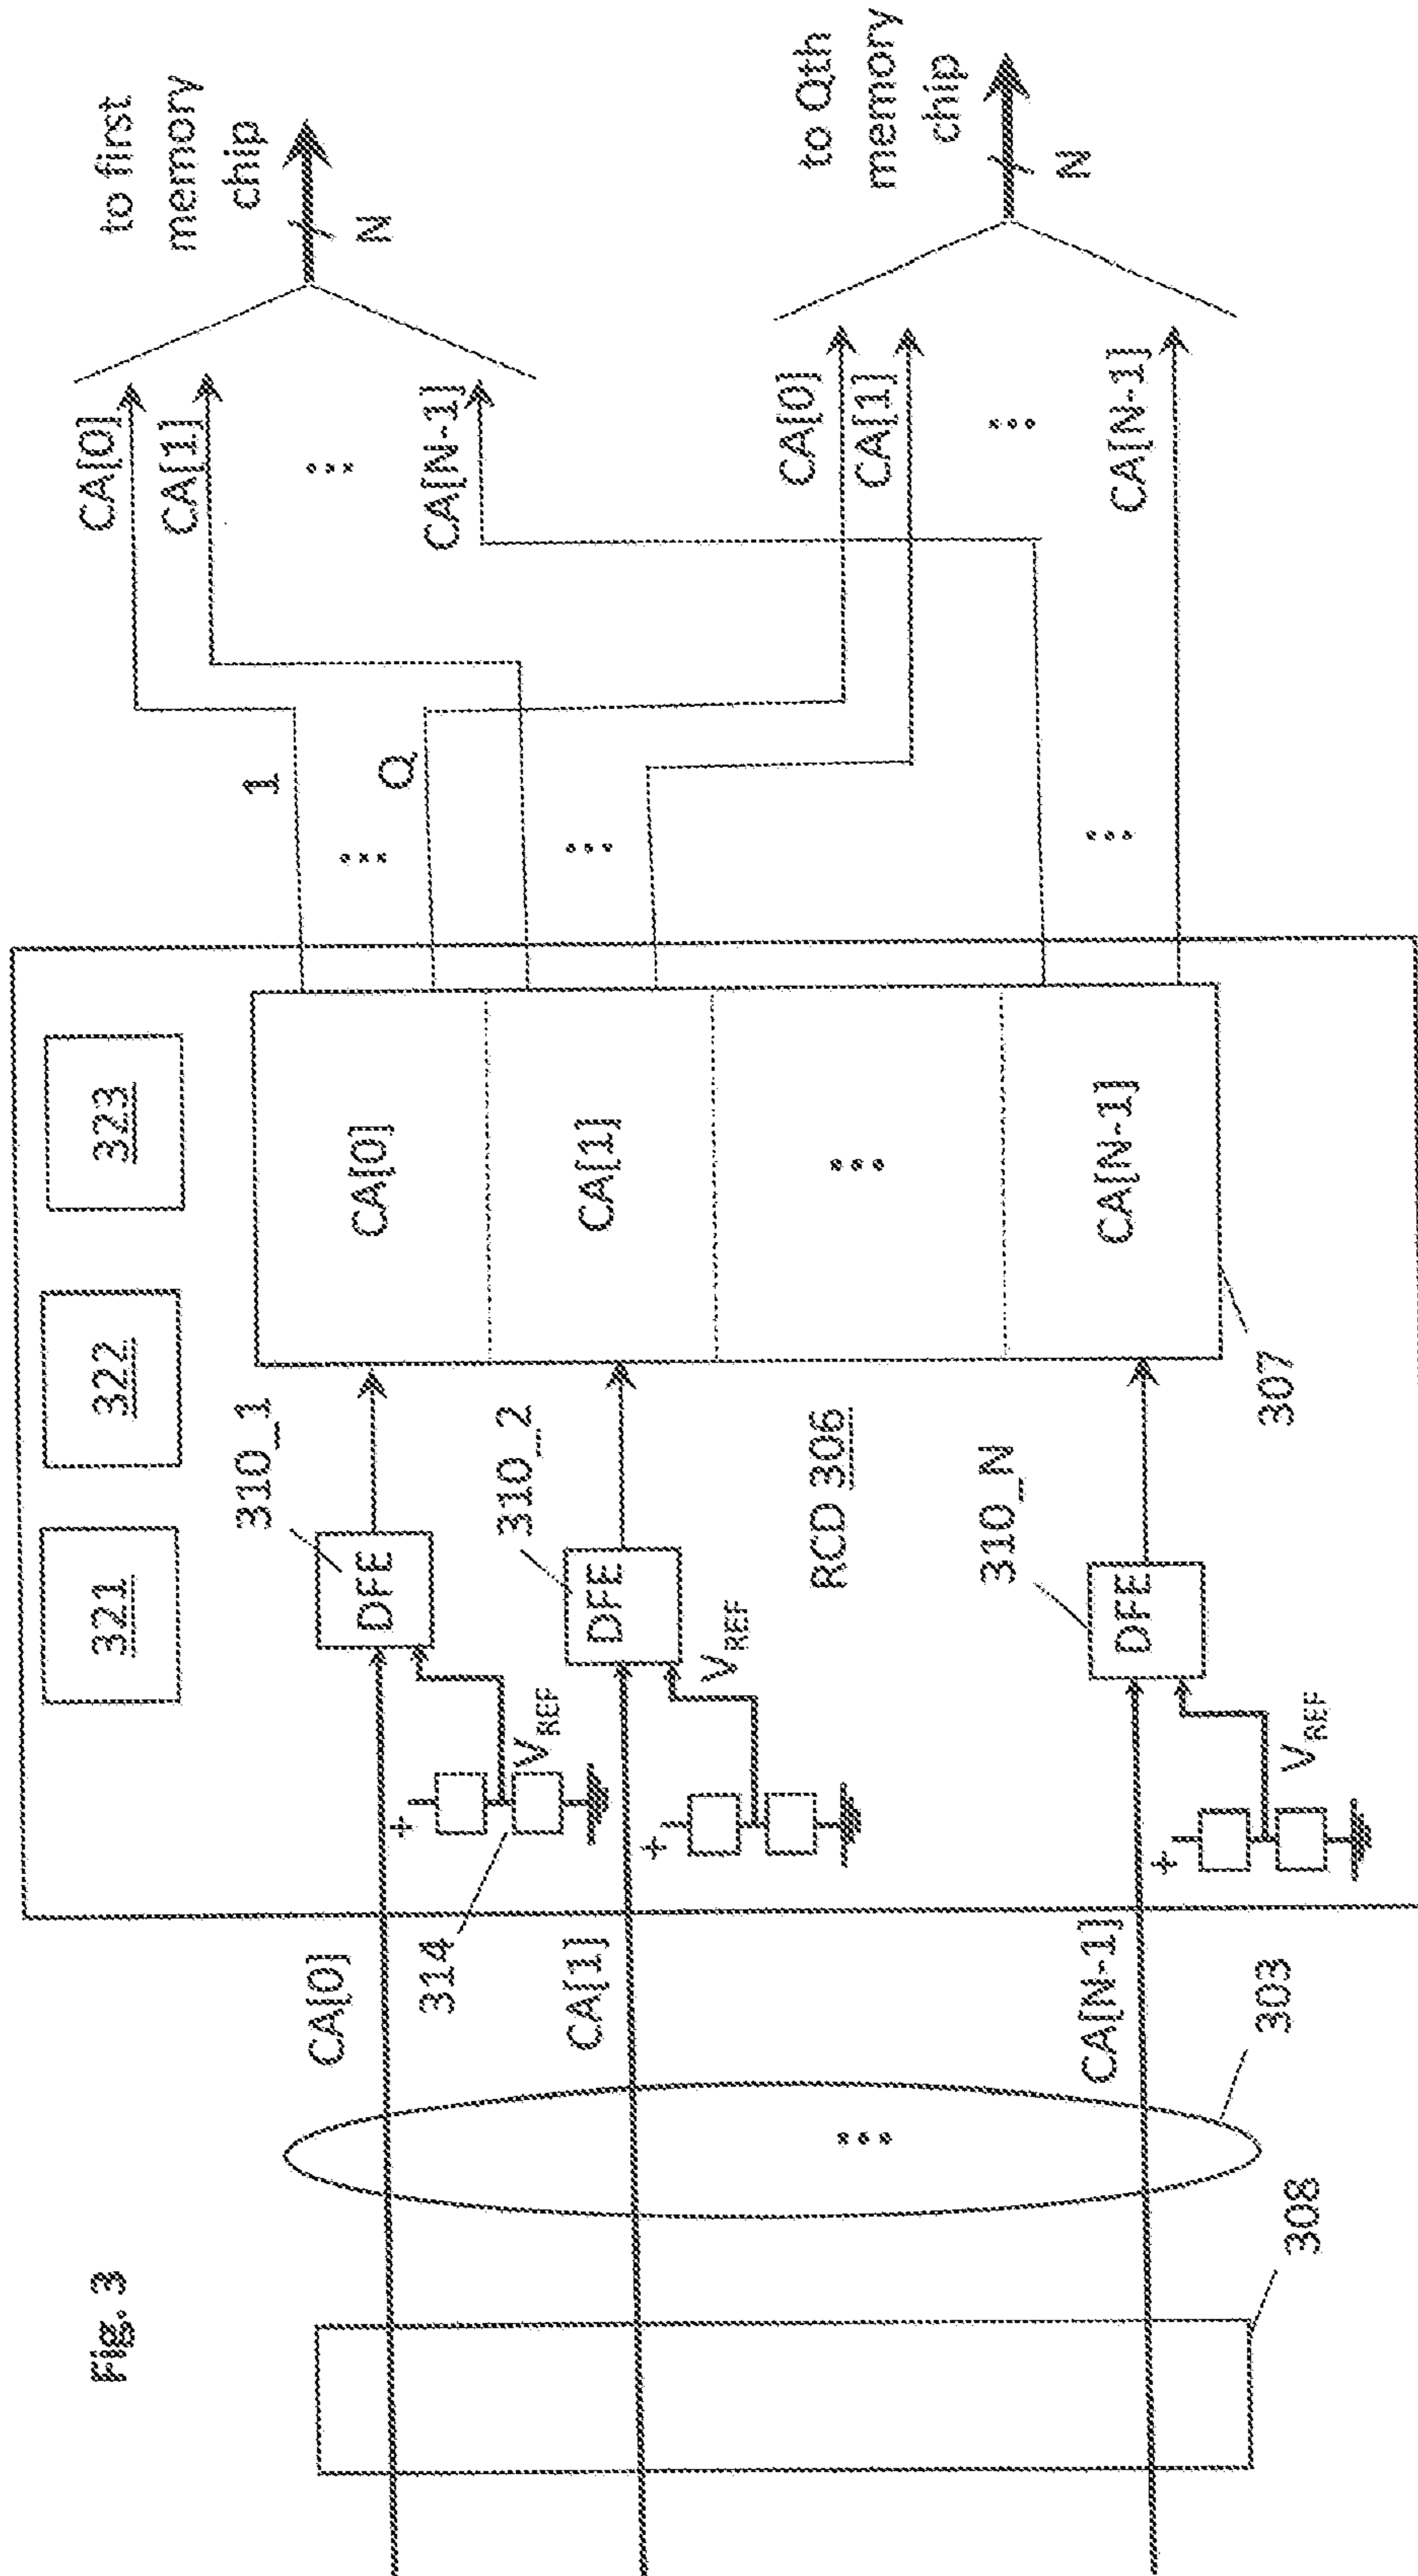 Fig. 3
to first
memory
chip
N
to Qth
memory
chip
N
CA[0]
CA[1]
CA[N-1]
CA[0]
CA[1]
CA[N-1]
1
Q
321
322
323
CA[0]
CA[1]
CA[N-1]
307
310_1
DFE
310_2
DFE
310_N
DFE
RCD 306
+
VREF
314
+
VREF
+
VREF
CA[0]
CA[1]
CA[N-1]
303
308